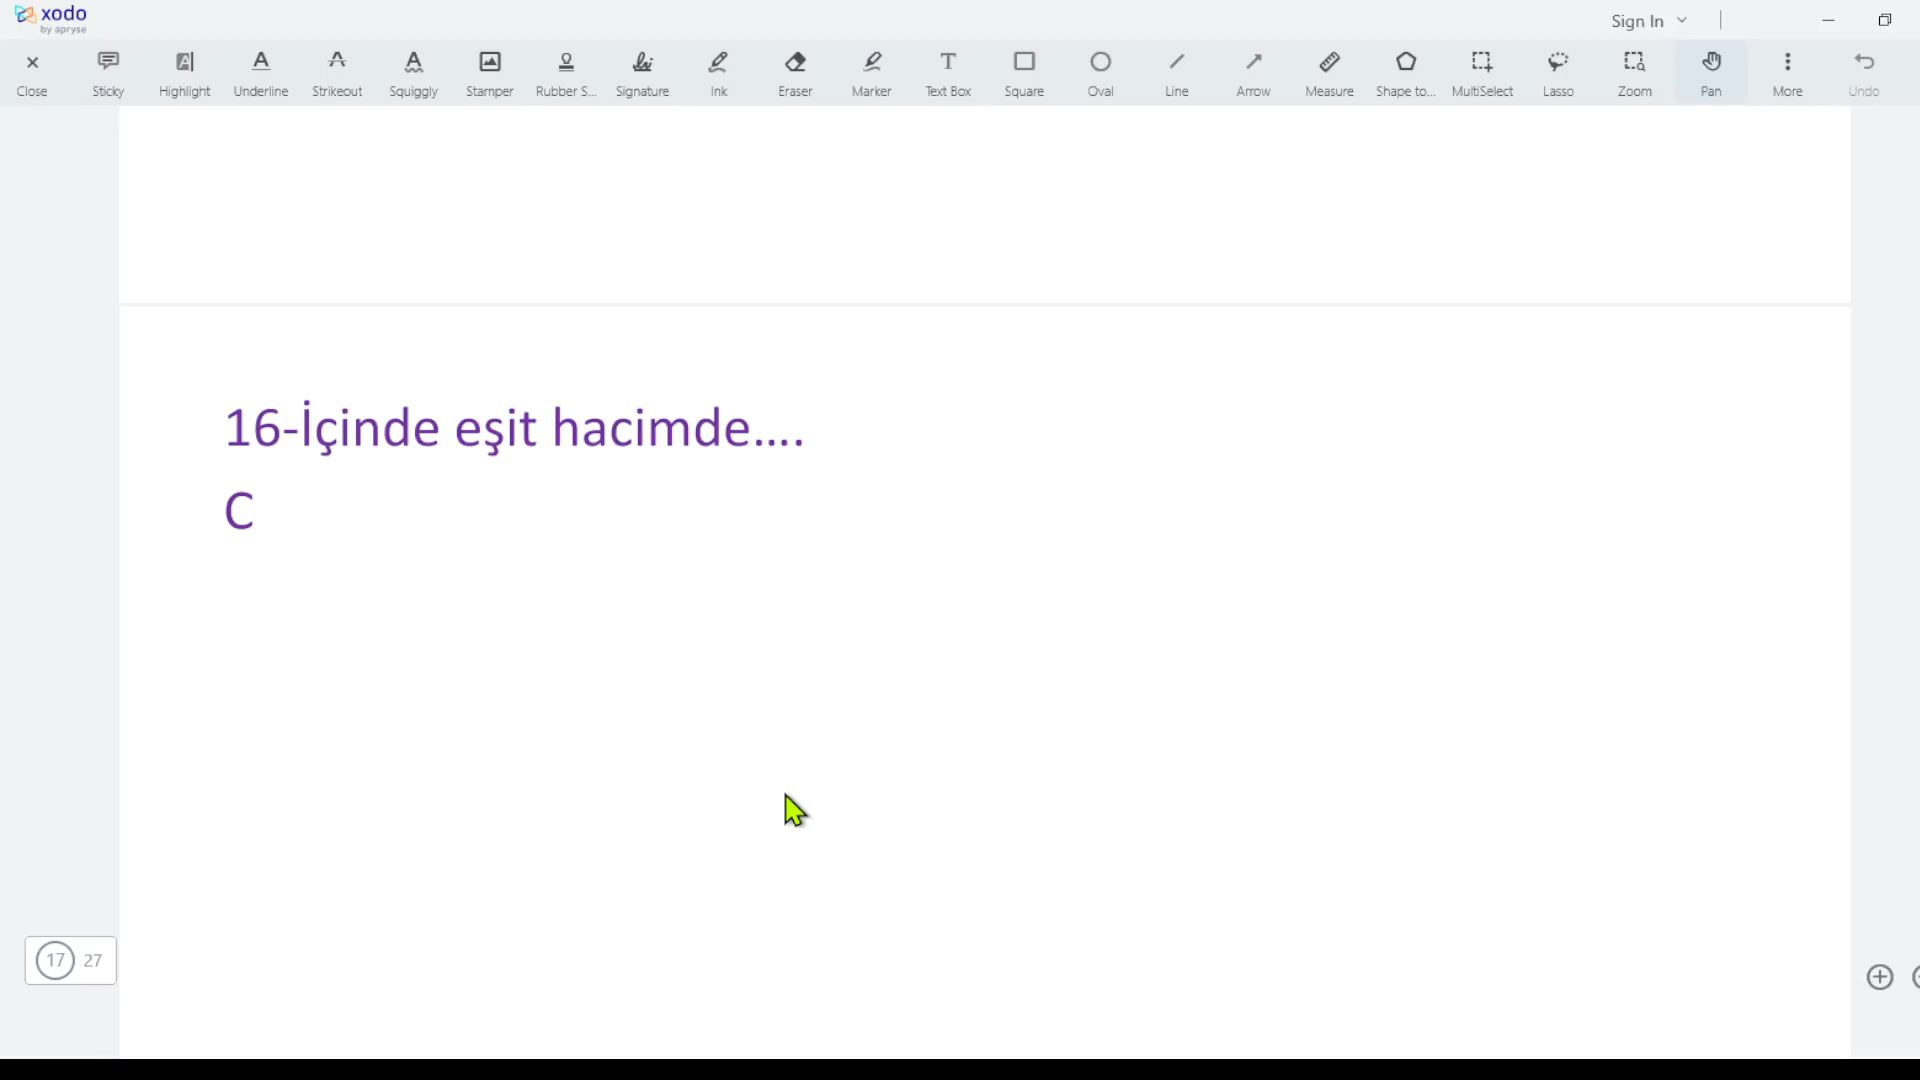 xodo
by apryse
Sign In
Close Sticky Highlight Underline Strikeout Squiggly Stamper Rubber S... Signature Ink Eraser Marker Text Box Square Oval Line Arrow Measure Shape to... MultiSelect Lasso Zoom Pan More Undo
16-İçinde eşit hacimde....
C
17 27